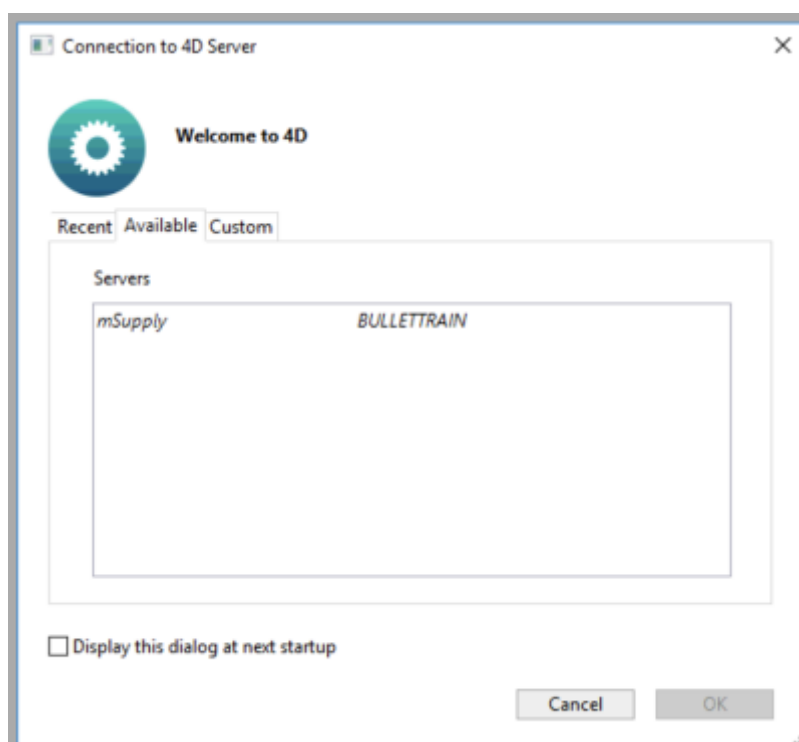 Connection to 4D Server
Welcome to 4D
Recent Available Custom
Servers
mSupply BULLETTRAIN
Display this dialog at next startup
Cancel OK